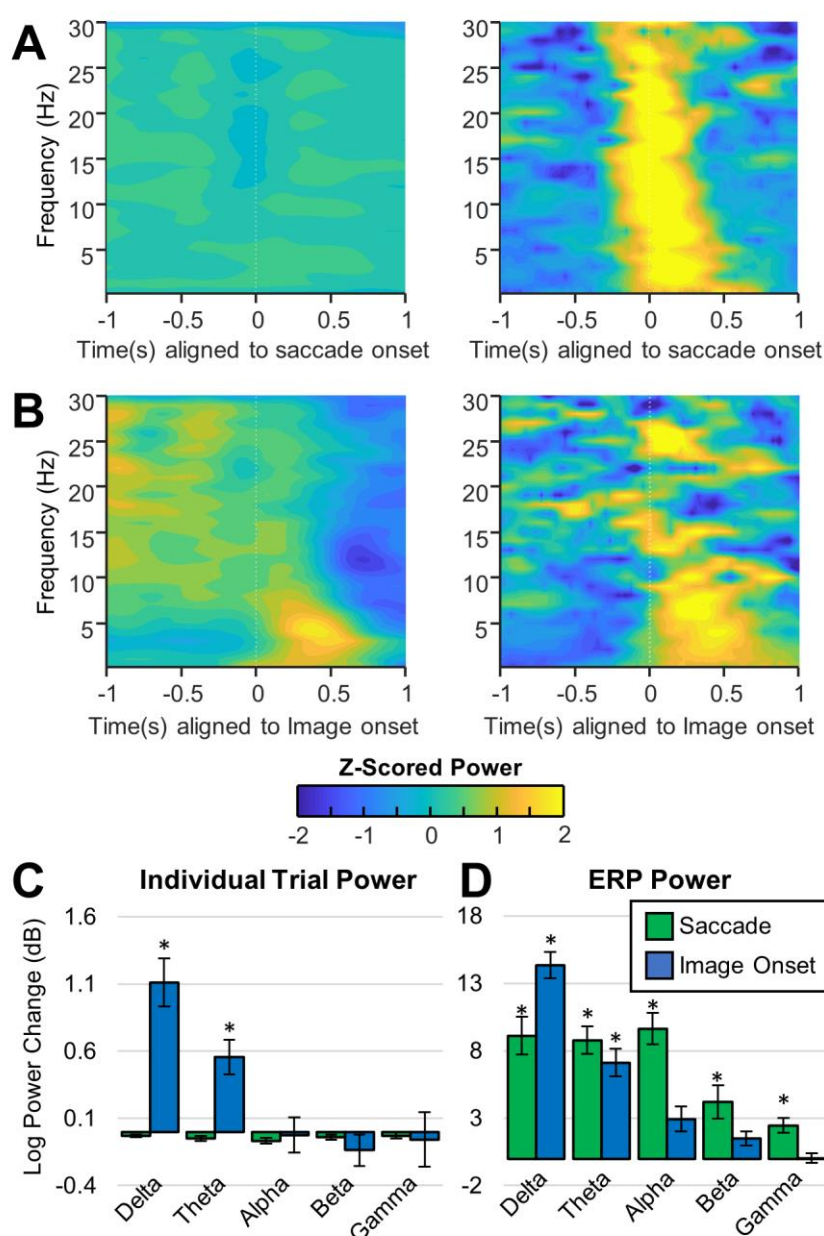 A
Frequency (Hz)
30
25
20
15
10
5
-1 -0.5 0 0.5 1
Time(s) aligned to saccade onset
-1 -0.5 0 0.5 1
Time(s) aligned to saccade onset
B
Frequency (Hz)
30
25
20
15
10
5
-1 -0.5 0 0.5 1
Time(s) aligned to Image onset
30
25
20
15
10
5
-1 -0.5 0 0.5 1
Time(s) aligned to Image onset
Z-Scored Power
-2 -1 0 1 2
C Individual Trial Power
Log Power Change (dB)
1.6
1.1
0.6
0.1
-0.4
* *
Delta Theta Alpha Beta Gamma
D ERP Power
18
13
8
3
-2
Saccade
Image Onset
* * * * * * *
Delta Theta Alpha Beta Gamma